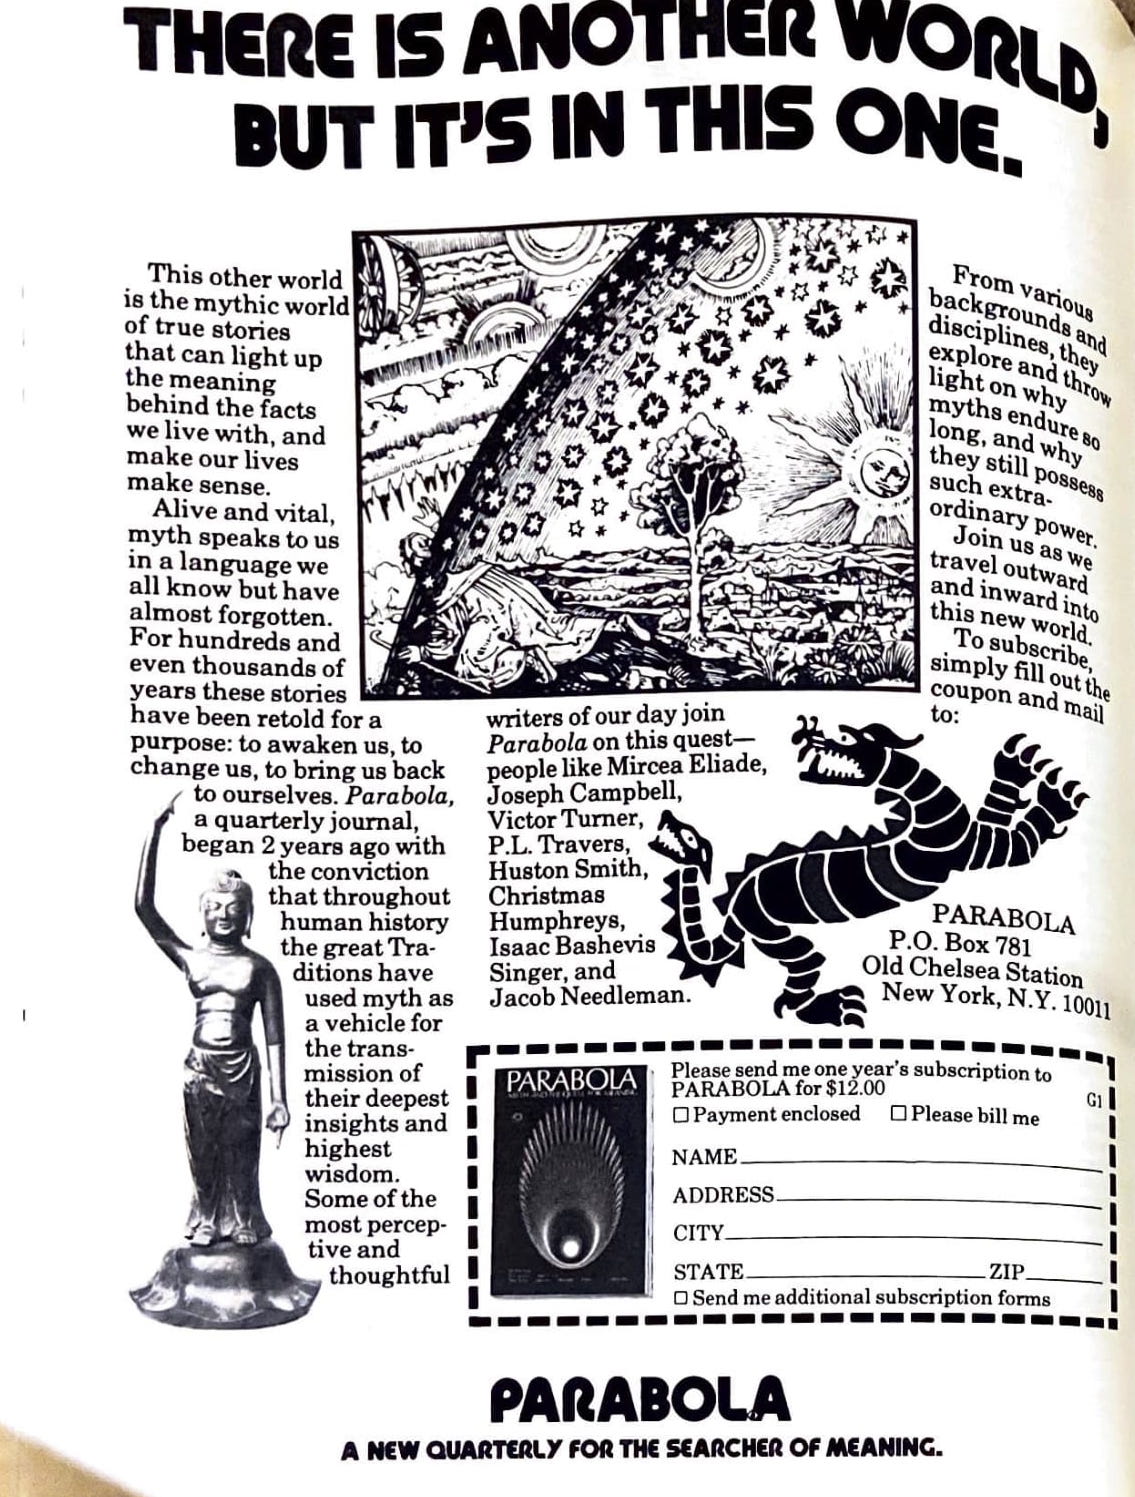 THERE IS ANOTHER WORLD,
BUT IT'S IN THIS ONE.
This other world
is the mythic world
of true stories
that can light up
the meaning
behind the facts
we live with, and
make our lives
make sense.
Alive and vital,
myth speaks to us
in a language we
all know but have
almost forgotten.
For hundreds and
even thousands of
years these stories
have been retold for a
purpose: to awaken us, to
change us, to bring us back
to ourselves. Parabola,
a quarterly journal,
began 2 years ago with
the conviction
that throughout
human history
the great Tra-
ditions have
used myth as
a vehicle for
the trans-
mission of
their deepest
insights and
highest
wisdom.
Some of the
most percep-
tive and
thoughtful
writers of our day join
Parabola on this quest—
people like Mircea Eliade,
Joseph Campbell,
Victor Turner,
P.L. Travers,
Huston Smith,
Christmas
Humphreys,
Isaac Bashevis
Singer, and
Jacob Needleman.
From various
backgrounds and
disciplines, they
explore and throw
light on why
myths endure so
long, and why
they still possess
such extra-
ordinary power.
Join us as we
travel outward
and inward into
this new world.
To subscribe,
simply fill out the
coupon and mail
to:
PARABOLA
P.O. Box 781
Old Chelsea Station
New York, N.Y. 10011
PARABOLA
Please send me one year's subscription to
PARABOLA for $12.00
G1
☐ Payment enclosed ☐ Please bill me
NAME
ADDRESS
CITY
STATE ZIP
☐ Send me additional subscription forms
PARABOLA
A NEW QUARTERLY FOR THE SEARCHER OF MEANING.